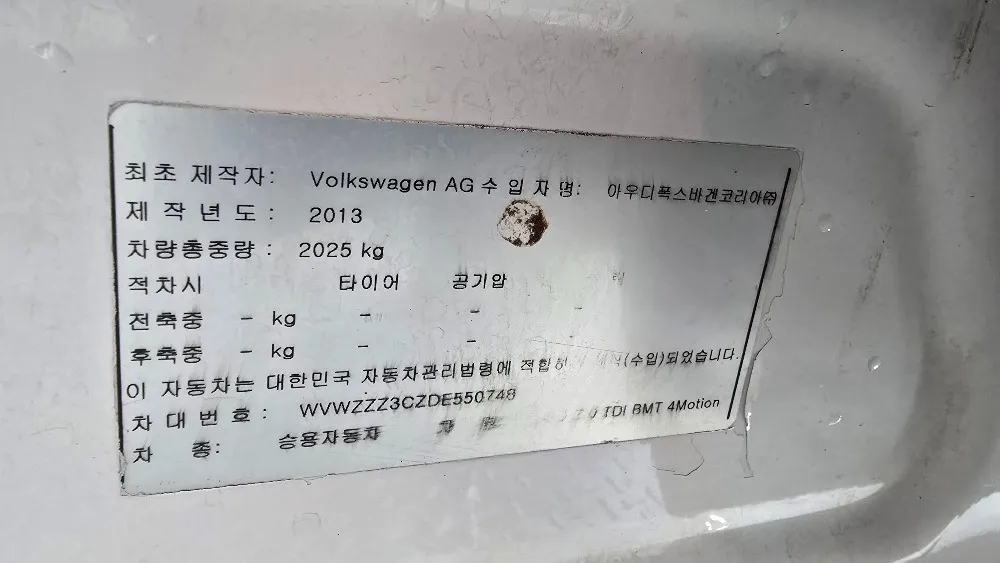 최초 제작자: Volkswagen AG 수 입 자 명: 아우디폭스바겐코리아㈜
제 작 년 도 : 2013
차량총중량 : 2025 kg
적차시 타이어 공기압
전축중 - kg - - -
후축중 - kg - -
이 자동차는 대한민국 자동차관리법령에 적합하 (수입)되었습니다.
차 대 번 호 : WVWZZZ3CZDE550748
차 종: 승용자동차 TDI BMT 4Motion